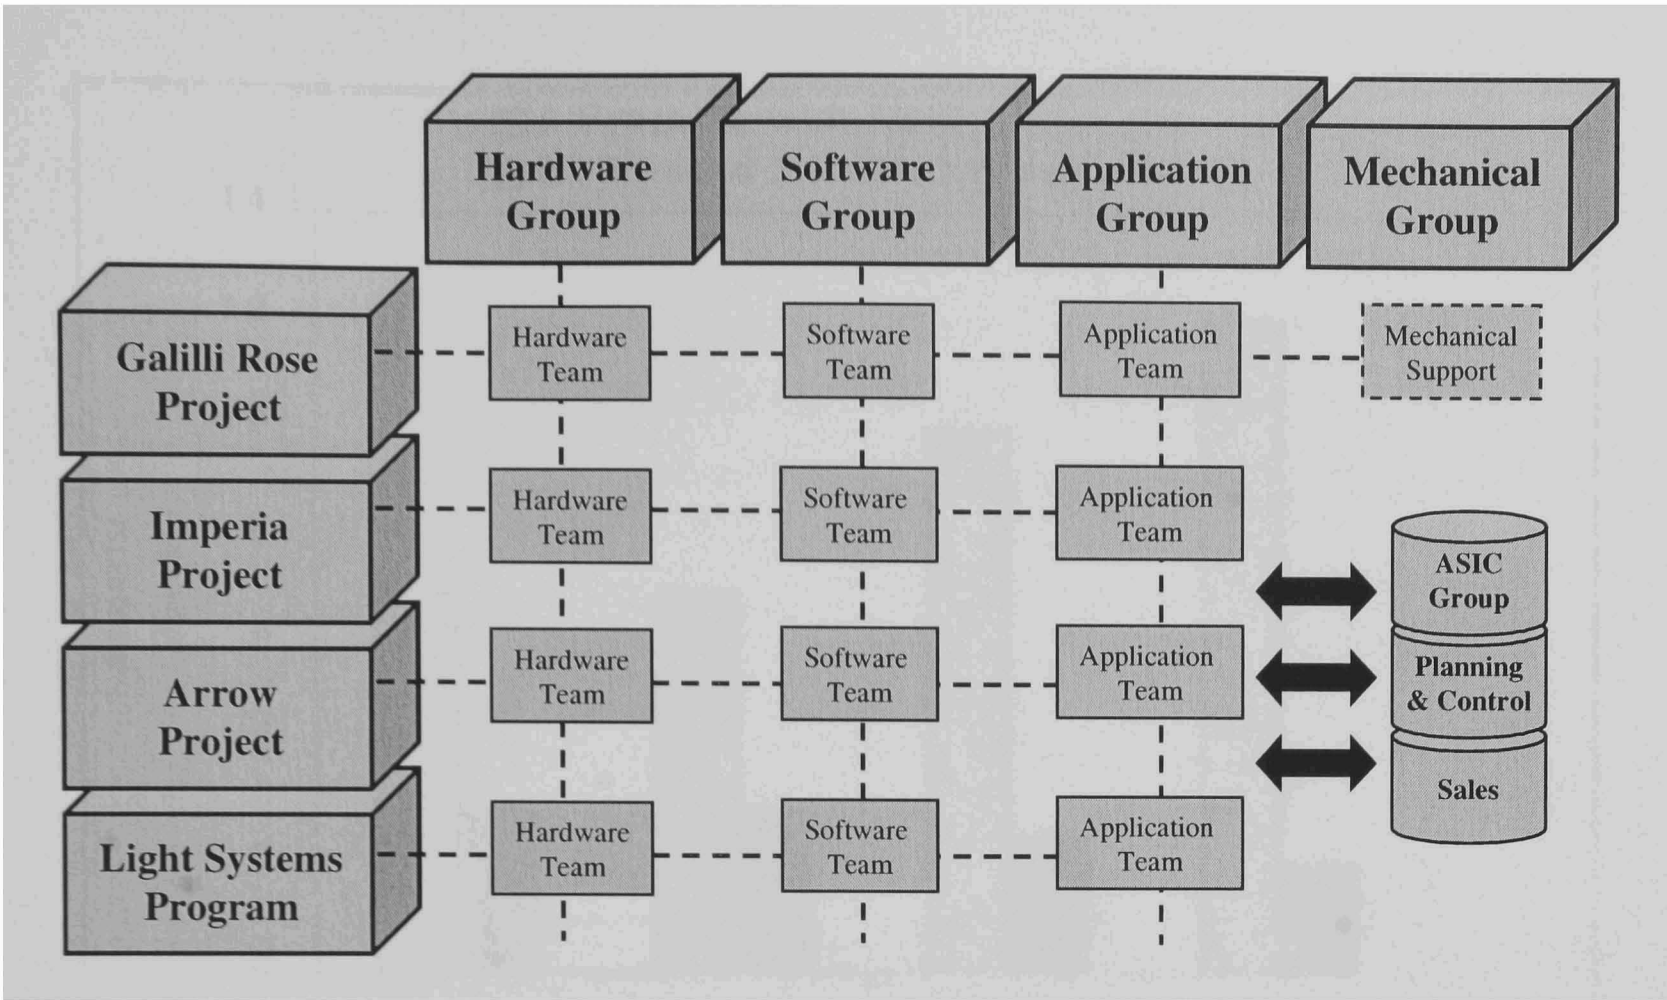 Hardware
Group
Software
Group
Application
Group
Mechanical
Group
Galilli Rose
Project
Hardware
Team
Software
Team
Application
Team
Mechanical
Support
Imperia
Project
Hardware
Team
Software
Team
Application
Team
ASIC
Group
Arrow
Project
Hardware
Team
Software
Team
Application
Team
Planning
& Control
Sales
Light Systems
Program
Hardware
Team
Software
Team
Application
Team